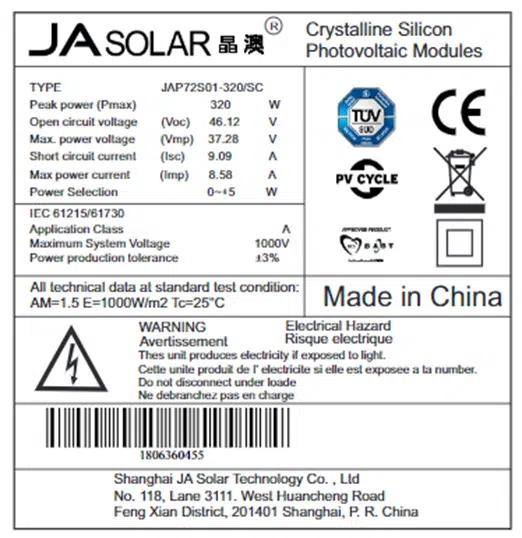 JA SOLAR 晶澳 ®
Crystalline Silicon
Photovoltaic Modules
TYPE JAP72S01-320/SC
Peak power (Pmax) 320 W
Open circuit voltage (Voc) 46.12 V
Max. power voltage (Vmp) 37.28 V
Short circuit current (Isc) 9.09 A
Max power current (Imp) 8.58 A
Power Selection 0~+5 W
IEC 61215/61730
Application Class A
Maximum System Voltage 1000V
Power production tolerance ±3%
TÜV
SÜD
CE
PV CYCLE
APPROVED PRODUCT
All technical data at standard test condition:
AM=1.5 E=1000W/m2 Tc=25°C
Made in China
WARNING Electrical Hazard
Avertissement Risque electrique
Thes unit produces electricity if exposed to light.
Cette unite produit de l' electricite si elle est exposee a ta number.
Do not disconnect under loade
Ne debranchez pas en charge
1806360455
Shanghai JA Solar Technology Co. , Ltd
No. 118, Lane 3111. West Huancheng Road
Feng Xian District, 201401 Shanghai, P. R. China